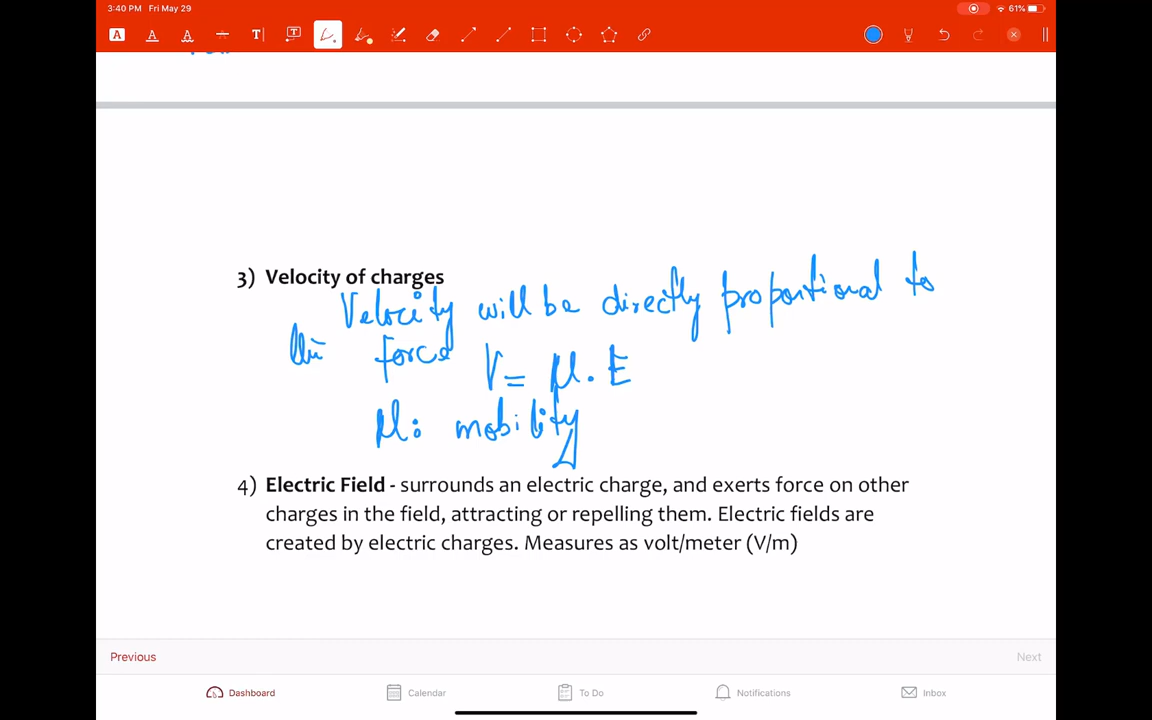 3:40 PM Fri May 29
61%
3) Velocity of charges
Velocity will be directly proportional to
the force
V = μ. E
μ: mobility
4) Electric Field - surrounds an electric charge, and exerts force on other
charges in the field, attracting or repelling them. Electric fields are
created by electric charges. Measures as volt/meter (V/m)
Previous
Next
Dashboard
Calendar
To Do
Notifications
Inbox